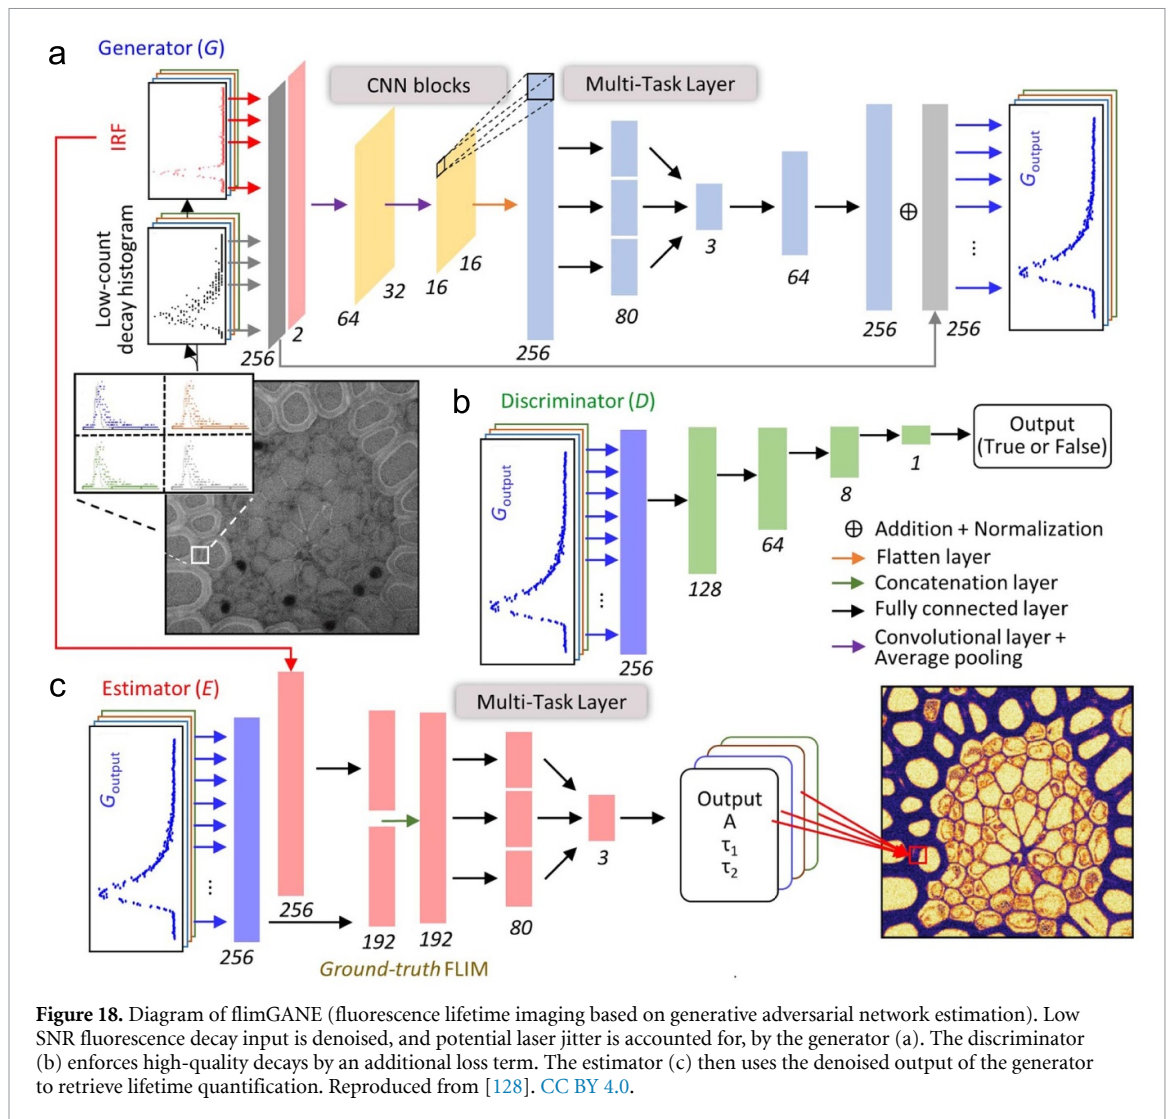 a
Generator (G)
IRF
Low-count
decay histogram
CNN blocks
Multi-Task Layer
256
2
64
32
16
16
256
80
3
64
256
⊕
256
G output
...
b
Discriminator (D)
G output
...
256
128
64
8
1
Output
(True or False)
⊕ Addition + Normalization
Flatten layer
Concatenation layer
Fully connected layer
Convolutional layer +
Average pooling
c
Estimator (E)
G output
...
256
256
192
192
Multi-Task Layer
80
3
Ground-truth FLIM
Output
A
τ1
τ2
Figure 18. Diagram of flimGANE (fluorescence lifetime imaging based on generative adversarial network estimation). Low
SNR fluorescence decay input is denoised, and potential laser jitter is accounted for, by the generator (a). The discriminator
(b) enforces high-quality decays by an additional loss term. The estimator (c) then uses the denoised output of the generator
to retrieve lifetime quantification. Reproduced from [128]. CC BY 4.0.